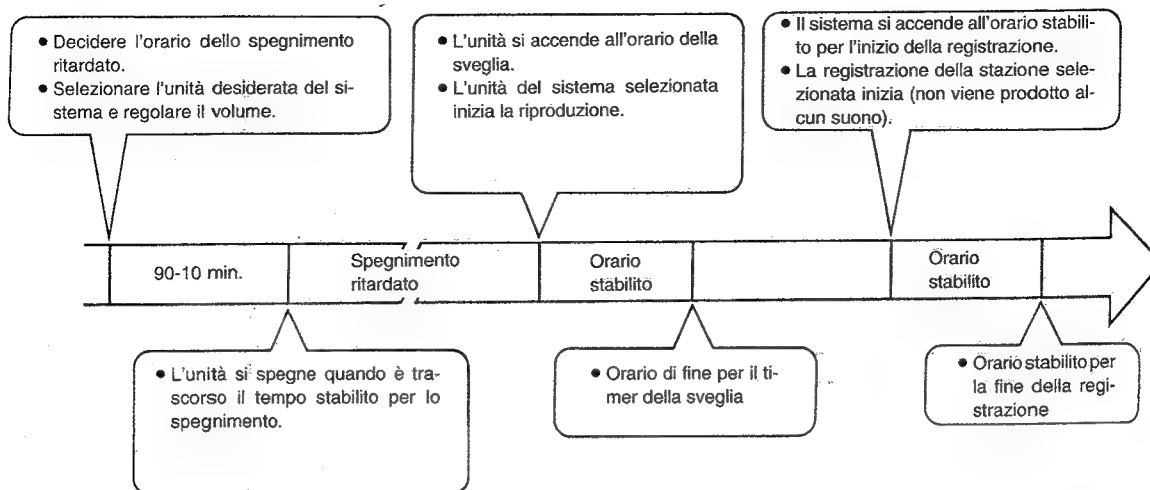 • Decidere l'orario dello spegnimento
ritardato.
• Selezionare l'unità desiderata del si-
stema e regolare il volume.
• L'unità si accende all'orario della
sveglia.
• L'unità del sistema selezionata
inizia la riproduzione.
• Il sistema si accende all'orario stabili-
to per l'inizio della registrazione.
• La registrazione della stazione sele-
zionata inizia (non viene prodotto al-
cun suono).
90-10 min.
Spegnimento
ritardato
Orario
stabilito
Orario
stabilito
• L'unità si spegne quando è tra-
scorso il tempo stabilito per lo
spegnimento.
• Orario di fine per il ti-
mer della sveglia
• Orario stabilito per
la fine della regi-
strazione